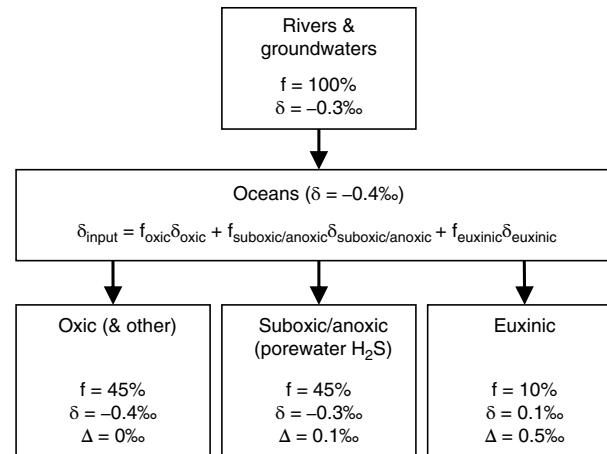 Rivers &
groundwaters
f = 100%
δ = –0.3‰
Oceans (δ = –0.4‰)
δinput = foxicδoxic + fsuboxic/anoxicδsuboxic/anoxic + feuxinicδeuxinic
Oxic (& other)
f = 45%
δ = –0.4‰
Δ = 0‰
Suboxic/anoxic
(porewater H2S)
f = 45%
δ = –0.3‰
Δ = 0.1‰
Euxinic
f = 10%
δ = 0.1‰
Δ = 0.5‰